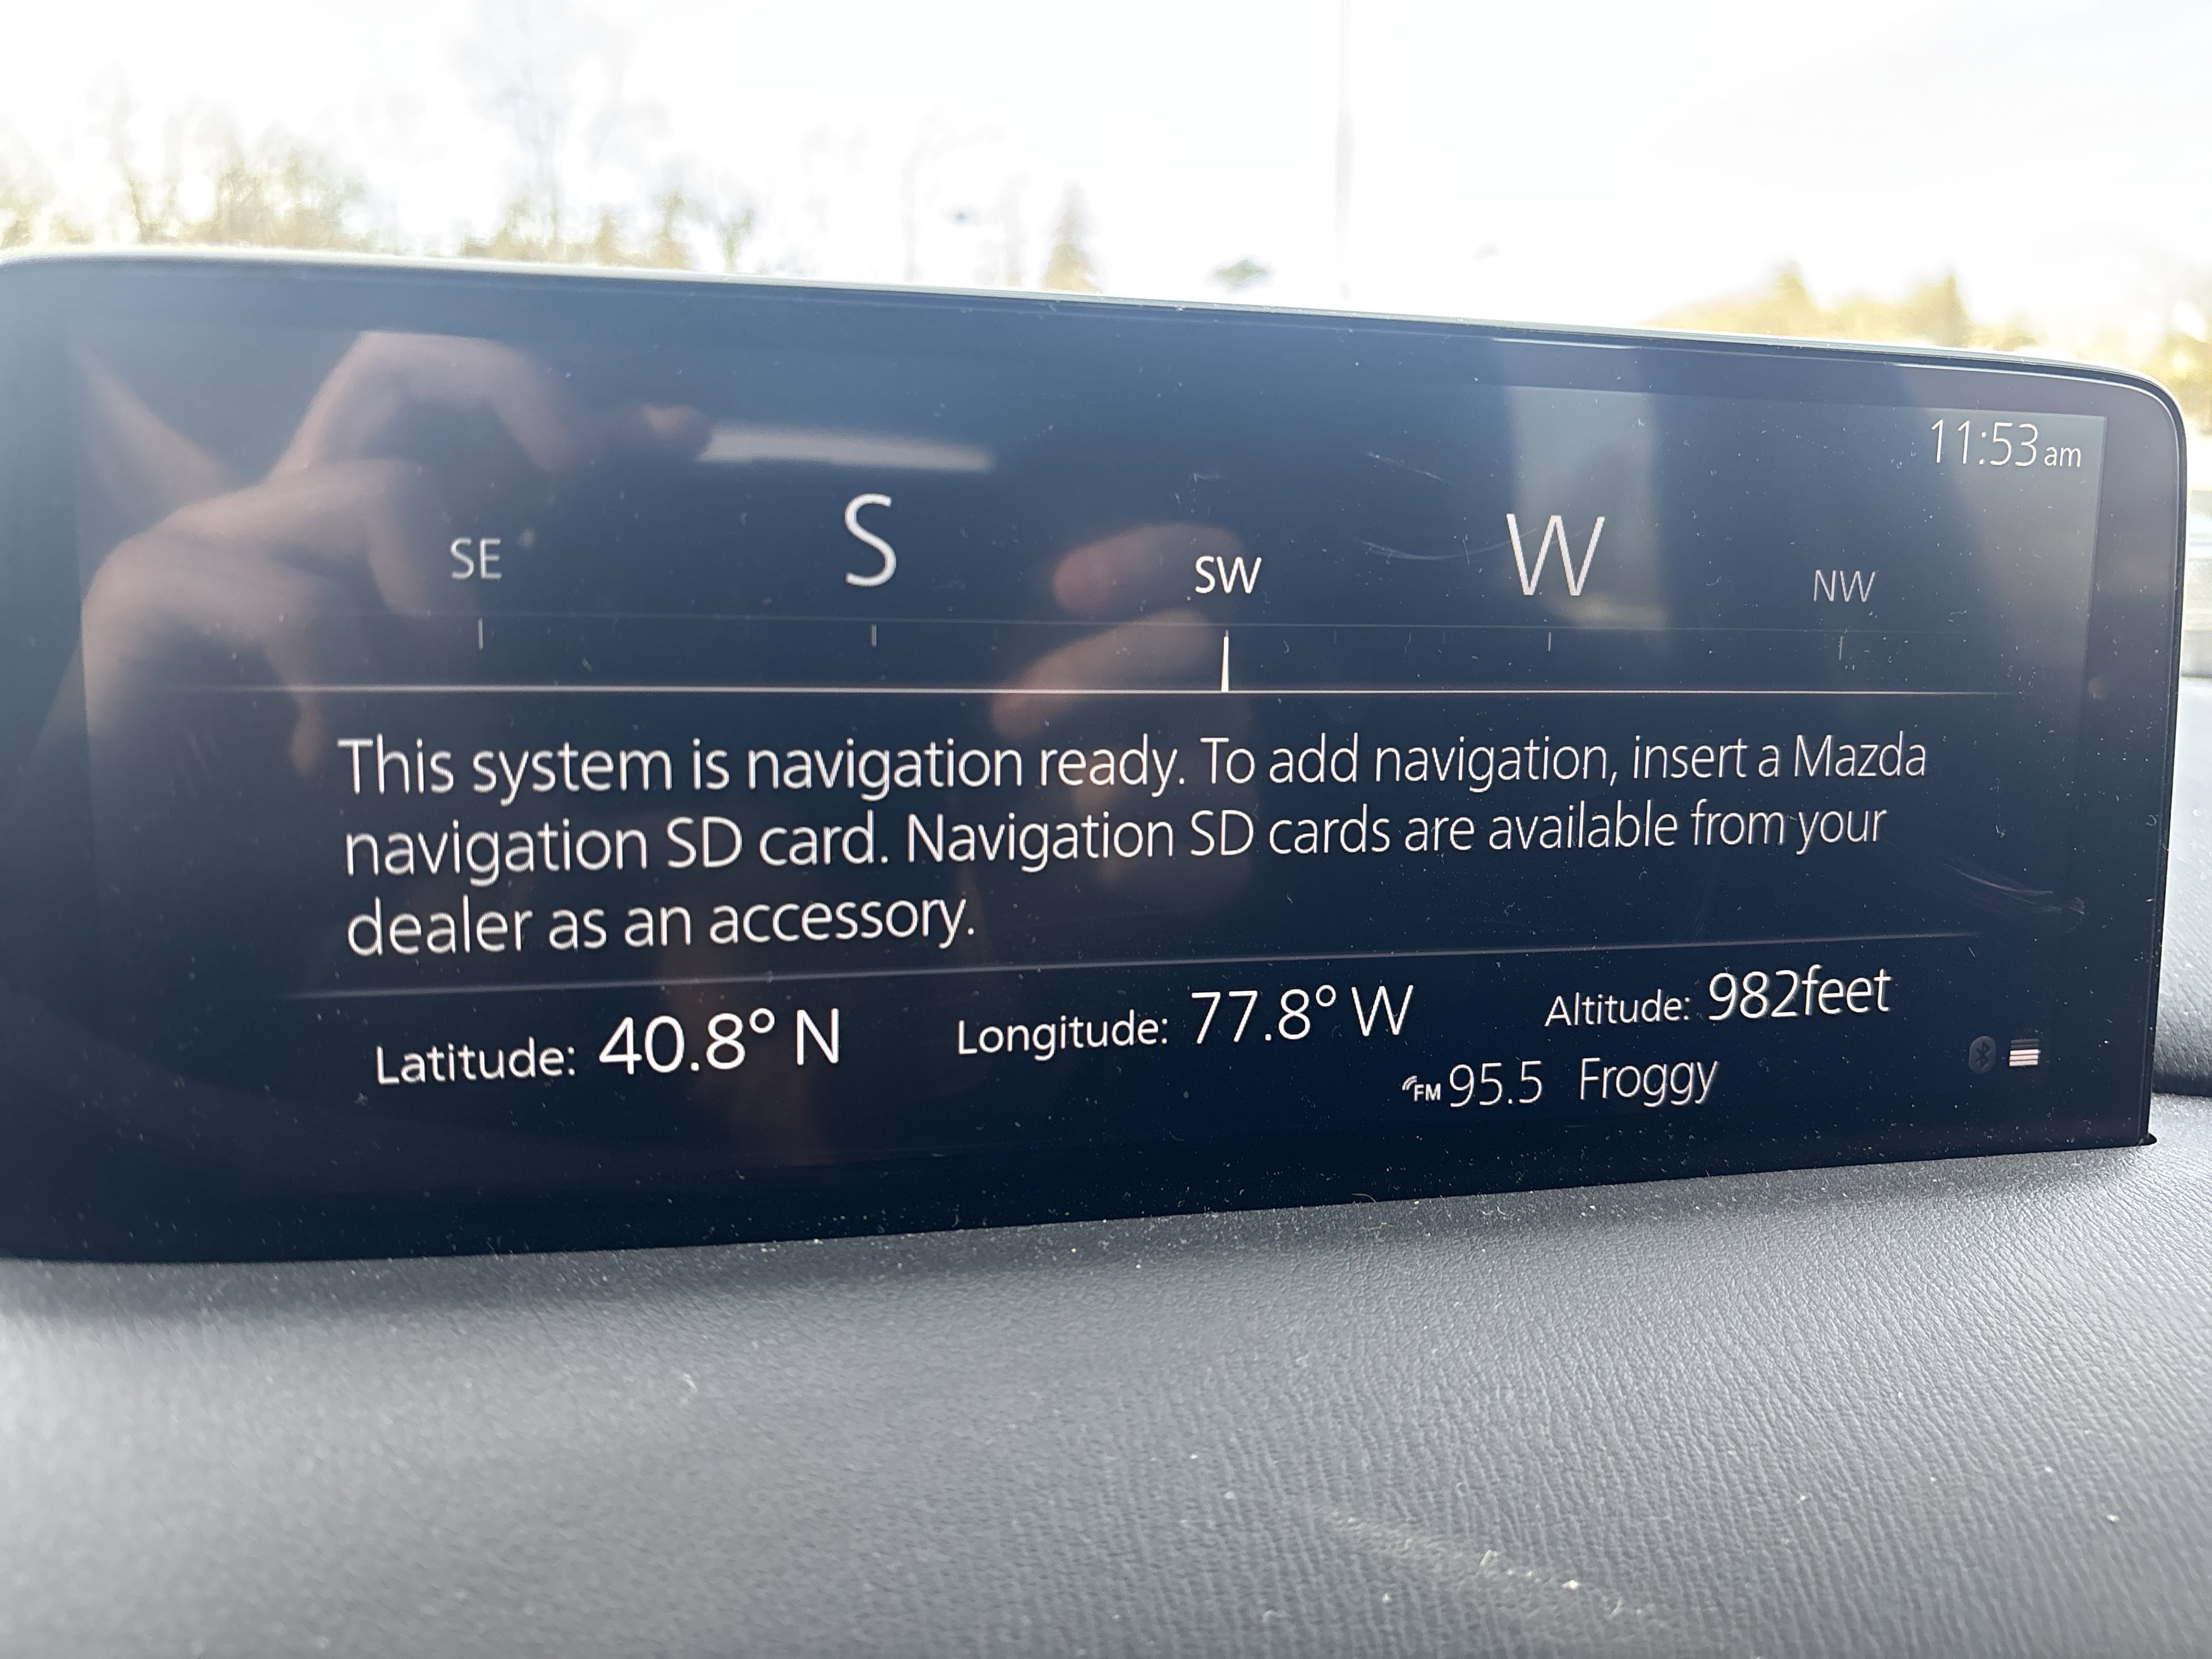 11:53 am
SE S SW W NW
This system is navigation ready. To add navigation, insert a Mazda
navigation SD card. Navigation SD cards are available from your
dealer as an accessory.
Latitude: 40.8° N Longitude: 77.8° W Altitude: 982feet
FM 95.5 Froggy